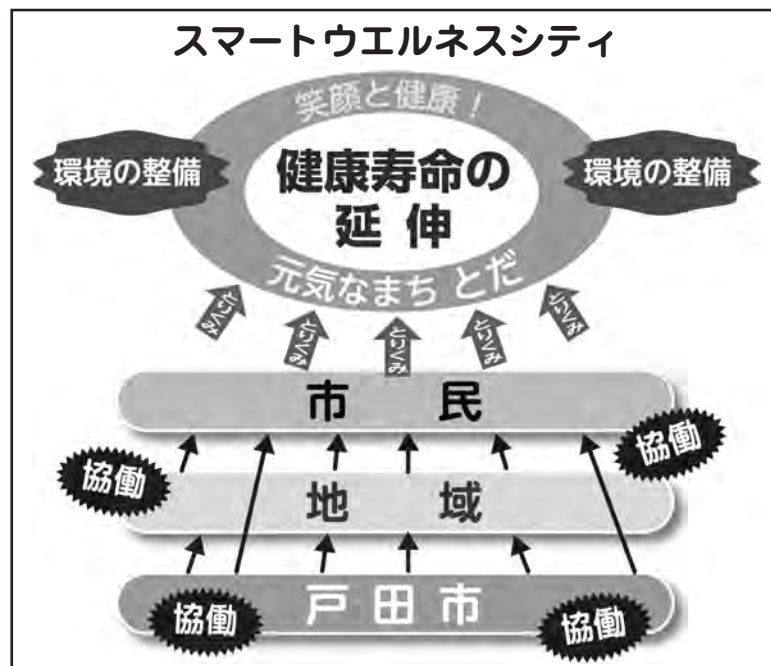 スマートウエルネスシティ
笑顔と健康！
環境の整備
健康寿命の
延伸
環境の整備
元気なまち とだ
とりくみ
とりくみ
とりくみ
とりくみ
とりくみ
市民
協働
協働
地域
戸田市
協働
協働